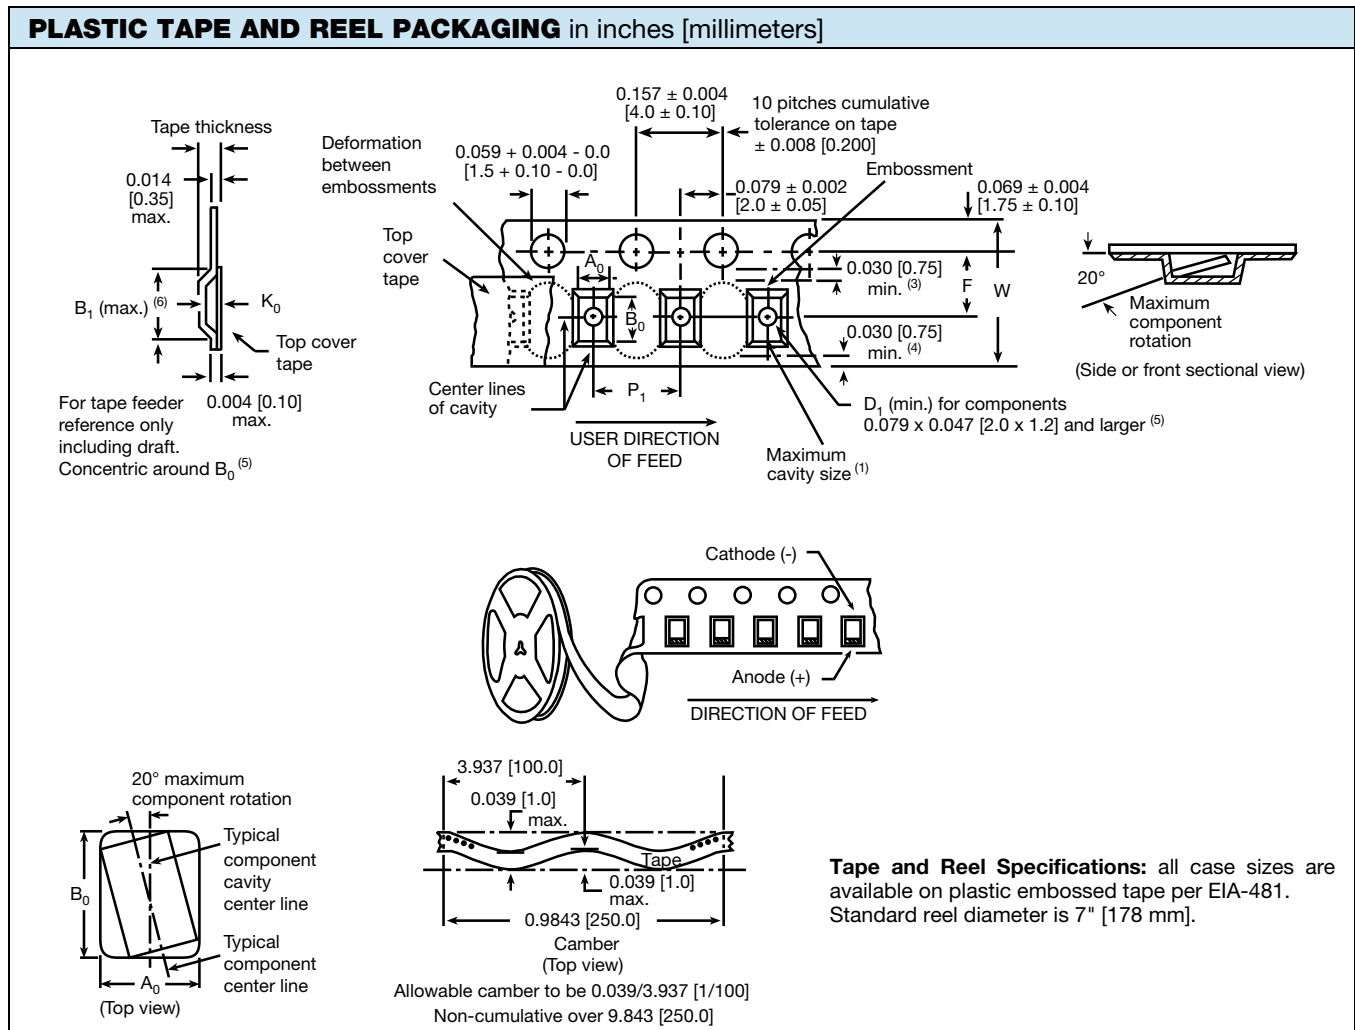 PLASTIC TAPE AND REEL PACKAGING in inches [millimeters]
0.157 ± 0.004
[4.0 ± 0.10]
10 pitches cumulative
tolerance on tape
± 0.008 [0.200]
Tape thickness
Deformation
between
embossments
0.059 + 0.004 - 0.0
[1.5 + 0.10 - 0.0]
Embossment
0.014
[0.35]
max.
0.079 ± 0.002
[2.0 ± 0.05]
0.069 ± 0.004
[1.75 ± 0.10]
Top
cover
tape
A0
0.030 [0.75]
min. (3)
F
W
20°
Maximum
component
rotation
(Side or front sectional view)
B1 (max.) (6)
K0
B0
0.030 [0.75]
min. (4)
Top cover
tape
Center lines
of cavity
P1
For tape feeder
reference only
including draft.
Concentric around B0 (5)
0.004 [0.10]
max.
D1 (min.) for components
0.079 x 0.047 [2.0 x 1.2] and larger (5)
USER DIRECTION
OF FEED
Maximum
cavity size (1)
Cathode (-)
Anode (+)
DIRECTION OF FEED
20° maximum
component rotation
Typical
component
cavity
center line
B0
Typical
component
center line
A0
(Top view)
3.937 [100.0]
0.039 [1.0]
max.
Tape
0.039 [1.0]
max.
0.9843 [250.0]
Camber
(Top view)
Allowable camber to be 0.039/3.937 [1/100]
Non-cumulative over 9.843 [250.0]
Tape and Reel Specifications: all case sizes are
available on plastic embossed tape per EIA-481.
Standard reel diameter is 7" [178 mm].